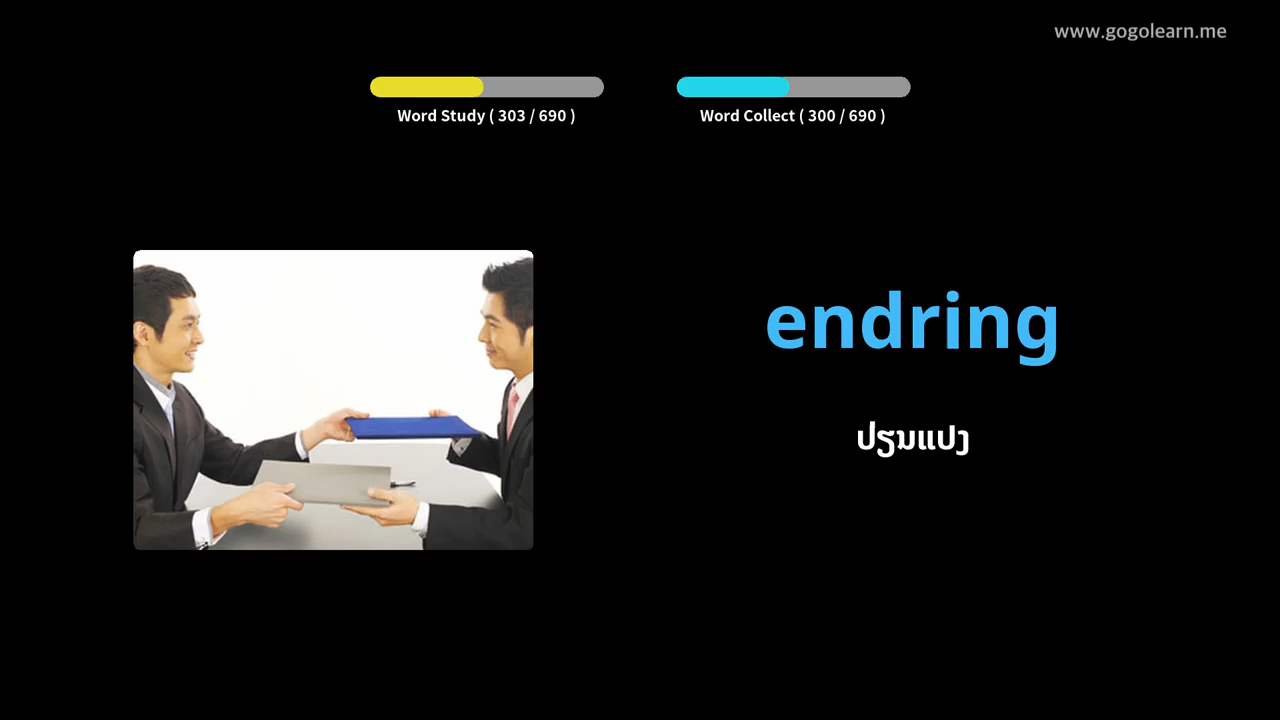 www.gogolearn.me
Word Study ( 303 / 690 )
Word Collect ( 300 / 690 )
endring
ປຽນແປງ